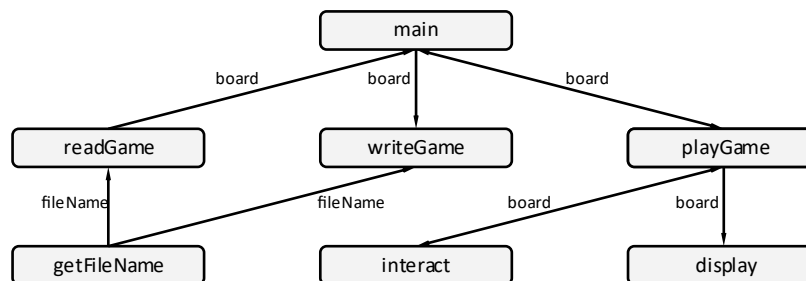 main
board
board
board
readGame
writeGame
playGame
fileName
fileName
board
board
getFileName
interact
display